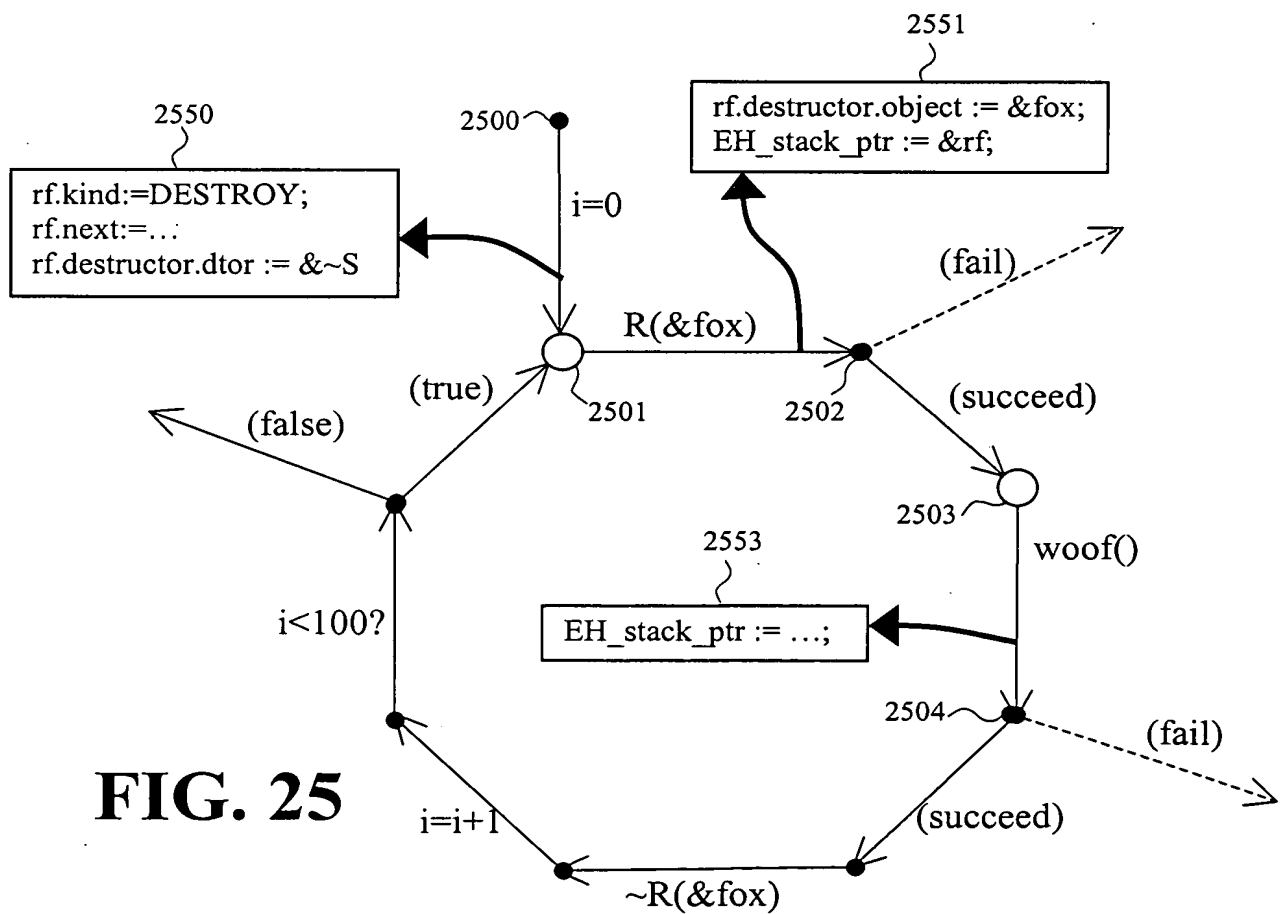 2551
rf.destructor.object := &fox;
EH_stack_ptr := &rf;
2550
rf.kind:=DESTROY;
rf.next:=...
rf.destructor.dtor := &~S
2500
i=0
(fail)
R(&fox)
2501
2502
(true)
(false)
(succeed)
2503
woof()
2553
EH_stack_ptr := ...;
i<100?
2504
(fail)
FIG. 25
i=i+1
(succeed)
~R(&fox)